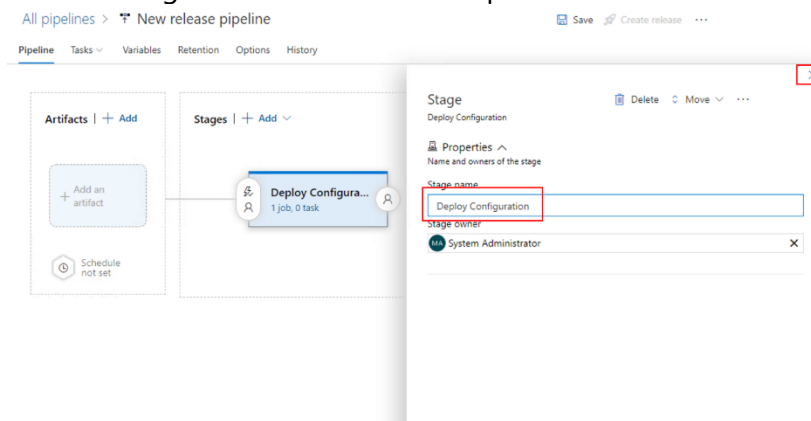 All pipelines > New release pipeline
Save Create release ...
Pipeline Tasks Variables Retention Options History
Artifacts | + Add
Stages | + Add
+ Add an
artifact
Schedule
not set
Deploy Configura...
1 job, 0 task
Stage
Delete Move ...
Deploy Configuration
Properties
Name and owners of the stage
Stage name
Deploy Configuration
Stage owner
MA System Administrator